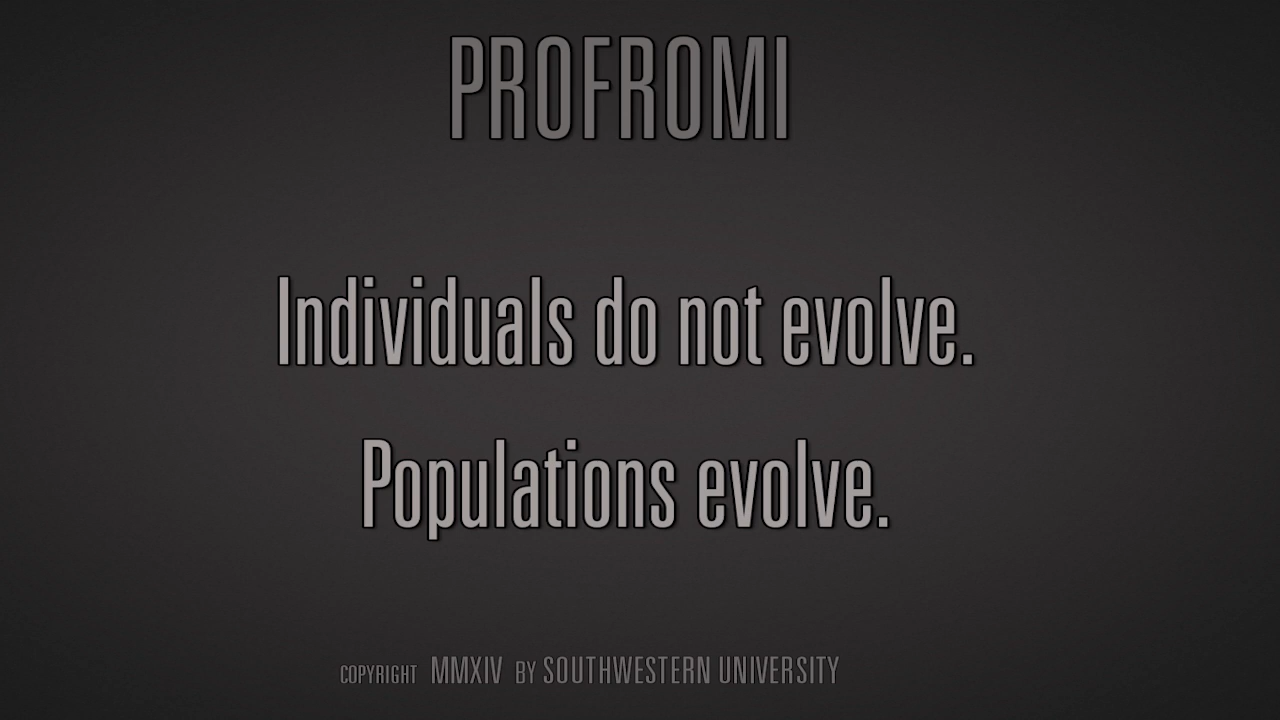 PROFROMI
Individuals do not evolve.
Populations evolve.
COPYRIGHT MMXIV BY SOUTHWESTERN UNIVERSITY